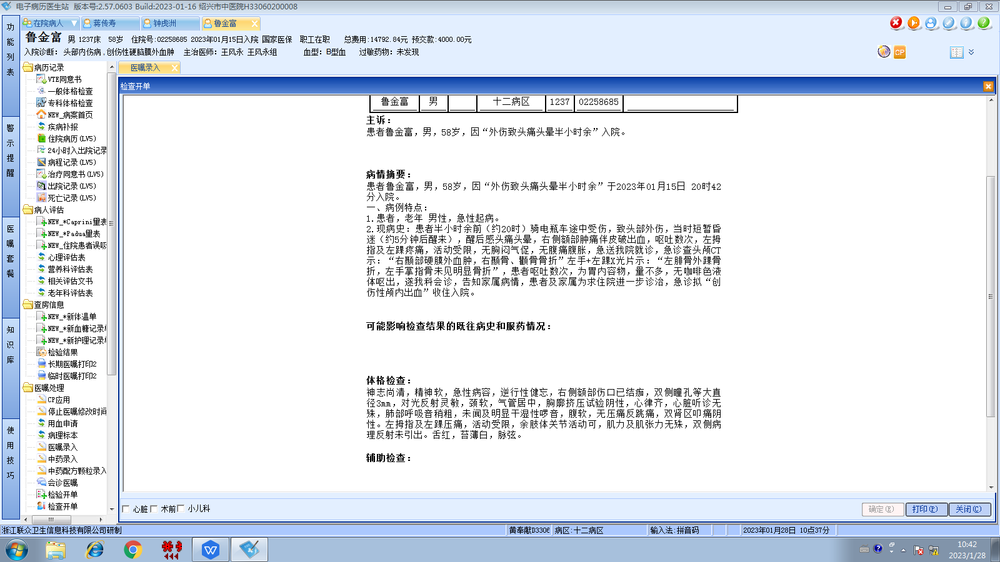 电子病历医生站 版本号:2.57.0603 Build:2023-01-16 绍兴市中医院H33060200008
在院病人 蒋传寿 钟虎洲 鲁金富
鲁金富 男 1237床 58岁 住院号:02258685 2023年01月15日入院 国家医保 职工在职 总费用:14792.84元 预交款:4000.00元
入院诊断: 头部内伤病,创伤性硬脑膜外血肿 主治医师: 王风永 王风永组 血型: B型血 过敏药物: 未发现
CP
功能列表
警示提醒
医嘱套餐
知识库
使用技巧
病历记录
VTE同意书
一般体格检查
专科体格检查
NEW_病案首页
疾病补报
住院病历(LV5)
24小时入出院记录
病程记录(LV5)
治疗同意书(LV5)
出院记录(LV5)
死亡记录(LV5)
病人评估
NEW_*Caprini量表
NEW_*Padua量表
NEW_住院患者误吸
心理评估表
营养科评估表
相关评估文书
老年科评估表
查房信息
NEW_*新体温单
NEW_*新血糖记录单
NEW_*新护理记录单
检验结果
长期医嘱打印2
临时医嘱打印2
医嘱处理
CP应用
停止医嘱修改时间
用血申请
病理标本
医嘱录入
中药录入
中药配方颗粒录入
会诊医嘱
检验开单
检查开单
医嘱录入
检查开单
鲁金富 男 十二病区 1237 02258685
主诉:
患者鲁金富，男，58岁，因“外伤致头痛头晕半小时余”入院。
病情摘要:
患者鲁金富，男，58岁，因“外伤致头痛头晕半小时余”于2023年01月15日 20时42
分入院。
一、病例特点:
1.患者，老年 男性，急性起病。
2.现病史:患者半小时余前（约20时）骑电瓶车途中受伤，致头部外伤，当时短暂昏
迷（约5分钟后醒来），醒后感头痛头晕，右侧额部肿痛伴皮破出血，呕吐数次，左拇
指及左踝疼痛，活动受限，无胸闷气促，无腹痛腹胀，急送我院就诊，急诊查头颅CT
示：“右颞部硬膜外血肿，右颞骨、颧骨骨折”左手+左踝X光片示：“左腓骨外踝骨
折，左手掌指骨未见明显骨折”，患者呕吐数次，为胃内容物，量不多，无咖啡色液
体呕出，遂我科会诊，告知家属病情，患者及家属为求住院进一步诊治，急诊拟“创
伤性颅内出血”收住入院。
可能影响检查结果的既往病史和服药情况:
体格检查:
神志尚清，精神软，急性病容，逆行性健忘，右侧额部伤口已结痂，双侧瞳孔等大直
径3mm，对光反射灵敏，颈软，气管居中，胸廓挤压试验阴性，心律齐，心脏听诊无
殊，肺部呼吸音稍粗，未闻及明显干湿性啰音，腹软，无压痛反跳痛，双肾区叩痛阴
性。左拇指及左踝压痛，活动受限，余肢体关节活动可，肌力及肌张力无殊，双侧病
理反射未引出。舌红，苔薄白，脉弦。
辅助检查:
心脏 术前 小儿科
确定(E) 打印(P) 关闭(C)
浙江联众卫生信息科技有限公司研制 黄奉献D3306 病区:十二病区 输入法:拼音码 2023年01月28日 10点37分
10:42
2023/1/28